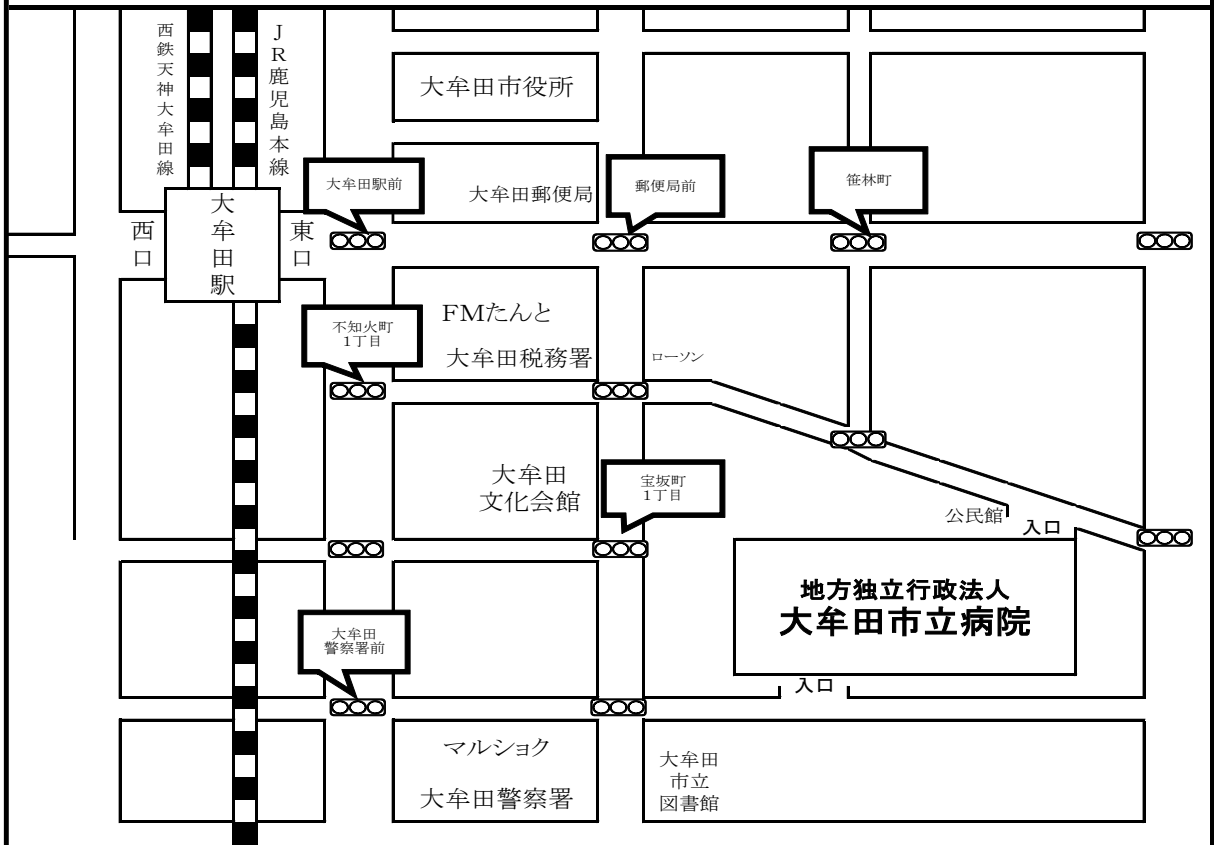 西鉄天神大牟田線
JR鹿児島本線
大牟田市役所
大牟田駅前
大牟田郵便局
郵便局前
笹林町
西口
大牟田駅
東口
不知火町
1丁目
FMたんと
大牟田税務署
ローソン
大牟田
文化会館
宝坂町
1丁目
公民館
入口
地方独立行政法人
大牟田市立病院
大牟田
警察署前
入口
マルショク
大牟田警察署
大牟田
市立
図書館